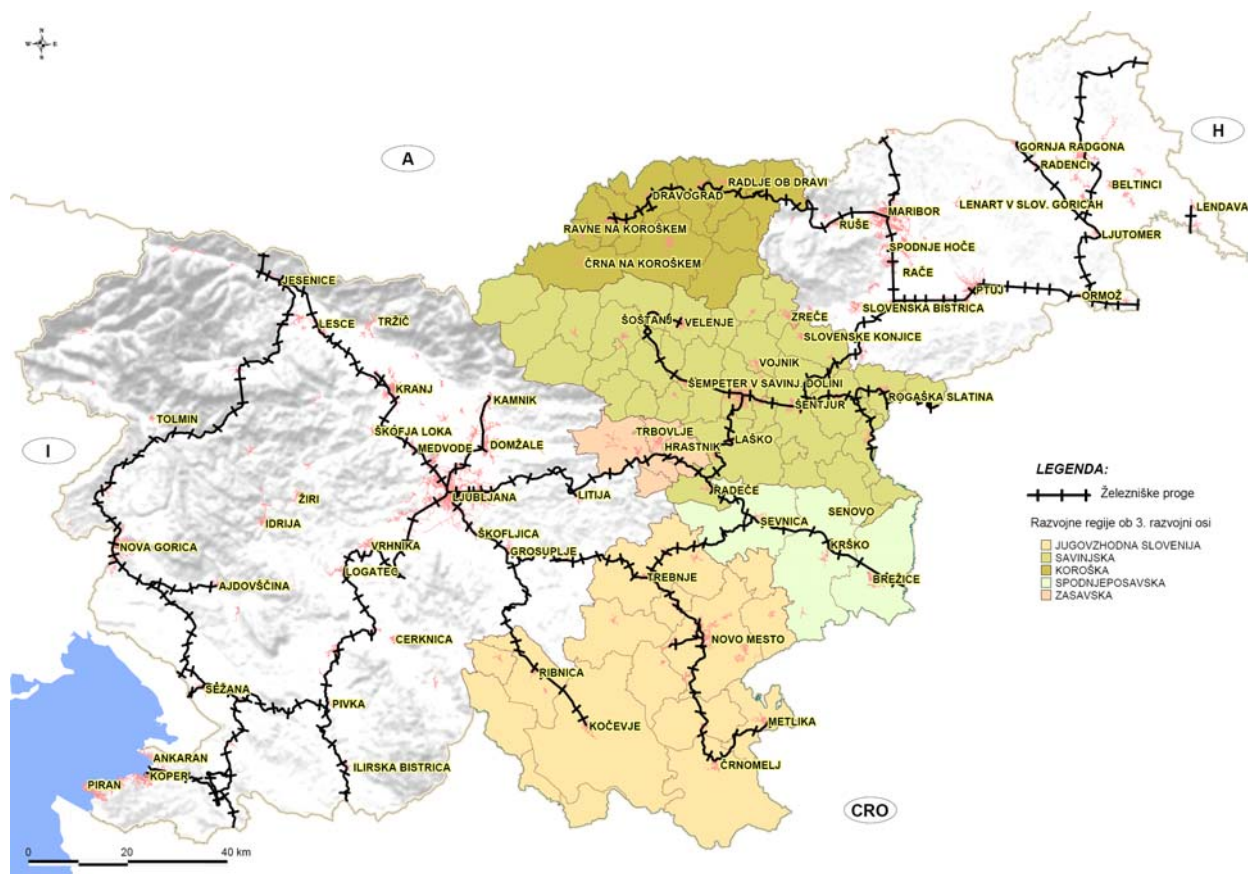 N
W E
S
A
H
I
CRO
GORNJA RADGONA
RADENCI
BELTINCI
LENART V SLOV. GORICAH
LENDAVA
LJUTOMER
RADLJE OB DRAVI
DRAVOGRAD
RUŠE
MARIBOR
RAVNE NA KOROŠKEM
SPODNJE HOČE
ČRNA NA KOROŠKEM
RAČE
JESENICE
PTUJ
ORMOŽ
SLOVENSKA BISTRICA
LESCE
TRŽIČ
ŠOŠTANJ
VELENJE
ZREČE
SLOVENSKE KONJICE
VOJNIK
KRANJ
ŠEMPETER V SAVINJ. DOLINI
ROGAŠKA SLATINA
KAMNIK
ŠENTJUR
TOLMIN
ŠKOFJA LOKA
TRBOVLJE
MEDVODE
DOMŽALE
HRASTNIK
LAŠKO
ŽIRI
LJUBLJANA
LITIJA
RADEČE
IDRIJA
SENOVO
ŠKOFLJICA
SEVNICA
NOVA GORICA
VRHNIKA
GROSUPLJE
KRŠKO
LOGATEC
TREBNJE
BREŽICE
AJDOVŠČINA
CERKNICA
NOVO MESTO
RIBNICA
SEŽANA
PIVKA
KOČEVJE
METLIKA
ANKARAN
ILIRSKA BISTRICA
ČRNOMELJ
KOPER
PIRAN
LEGENDA:
Železniške proge
Razvojne regije ob 3. razvojni osi
JUGOVZHODNA SLOVENIJA
SAVINJSKA
KOROŠKA
SPODNJEPOSAVSKA
ZASAVSKA
0 20 40 km